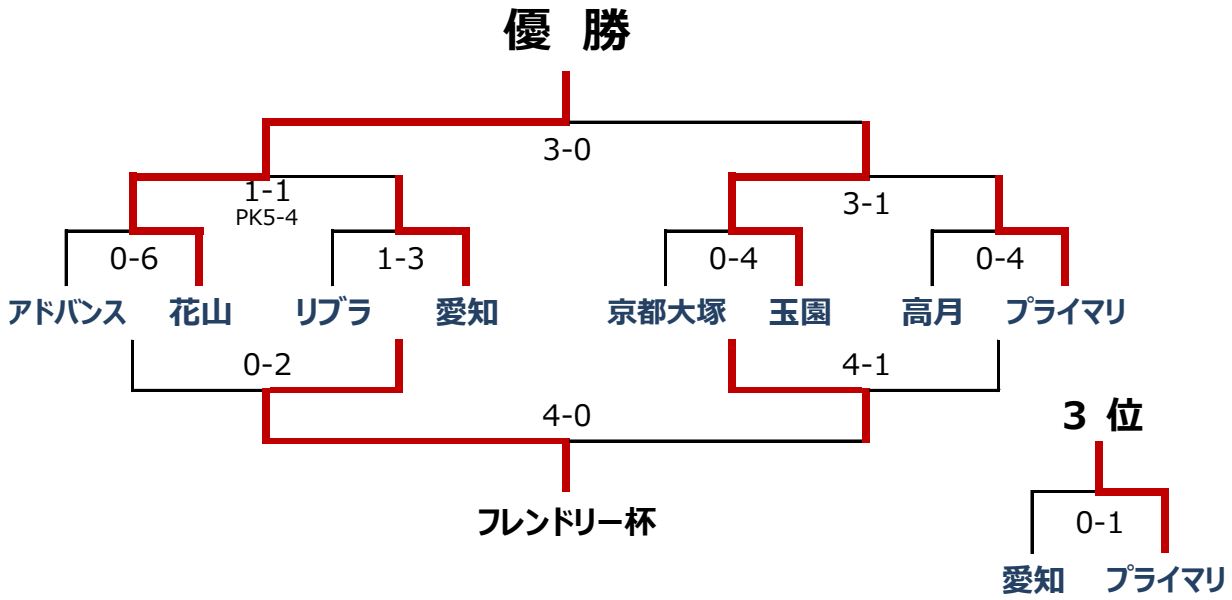 優 勝
3-0
1-1
PK5-4
3-1
0-6
1-3
0-4
0-4
アドバンス 花山 リブラ 愛知 京都大塚 玉園 高月 プライマリ
0-2
4-1
4-0
3 位
フレンドリー杯
0-1
愛知 プライマリ